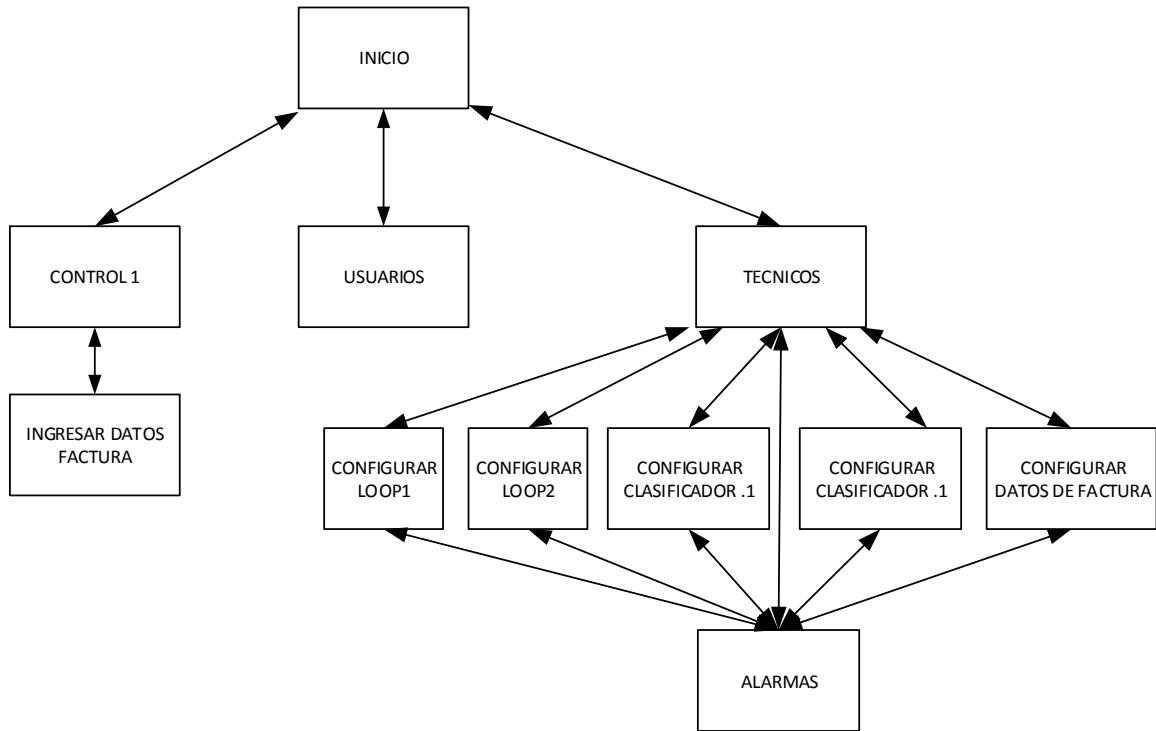 INICIO
CONTROL 1
USUARIOS
TECNICOS
INGRESAR DATOS
FACTURA
CONFIGURAR
LOOP1
CONFIGURAR
LOOP2
CONFIGURAR
CLASIFICADOR .1
CONFIGURAR
CLASIFICADOR .1
CONFIGURAR
DATOS DE FACTURA
ALARMAS